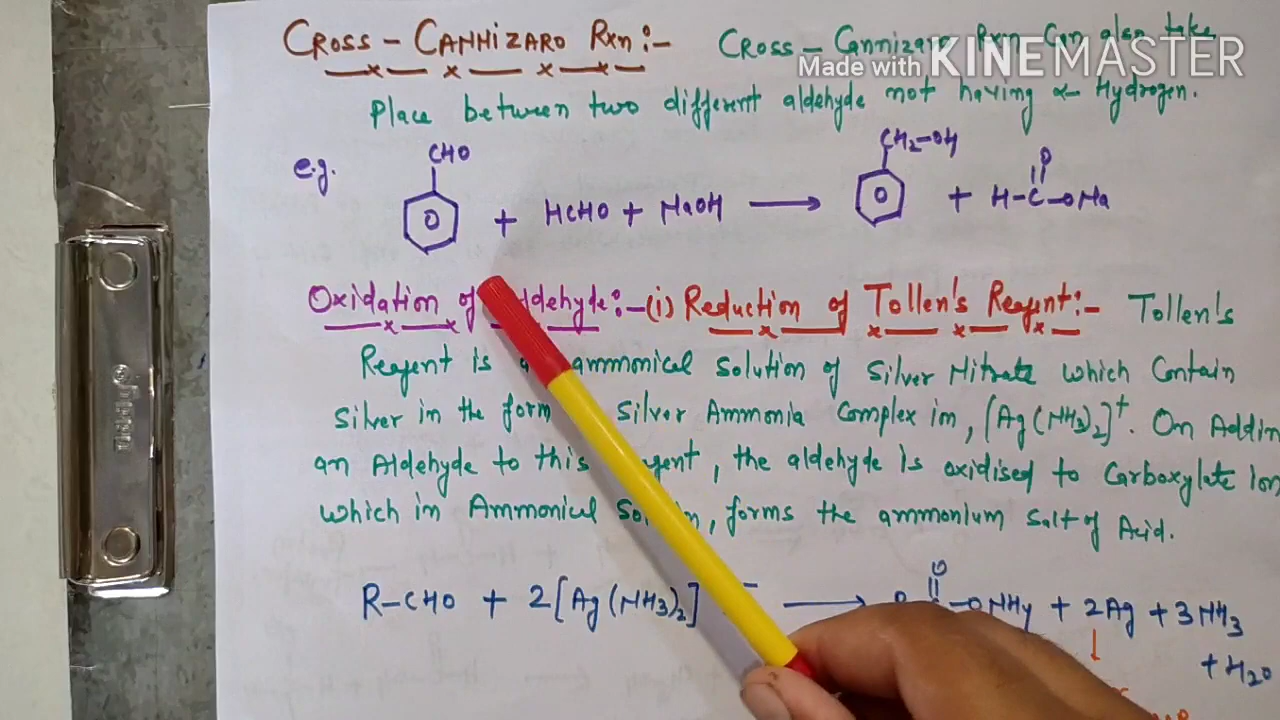 CROSS - CANNIZARO Rxn :- Cross - Cannizaro Rxn Can also take
Made with KINEMASTER
Place between two different aldehyde not having α- Hydrogen.
e.g. CHO + HCHO + NaOH → CH2-OH + H-C-ONa
O
Oxidation of Aldehyde :- (i) Reduction of Tollen's Reagent :- Tollen's
Reagent is ammonical solution of Silver Nitrate which Contain
Silver in the form Silver Ammonia Complex ion, [Ag(NH3)2]+. On Addin
an Aldehyde to this, the aldehyde is oxidised to Carboxylate ion
which in Ammonical, forms the ammonium salt of Acid.
O
R-CHO + 2[Ag(NH3)2] → ONH4 + 2Ag + 3NH3
↓ + H2O